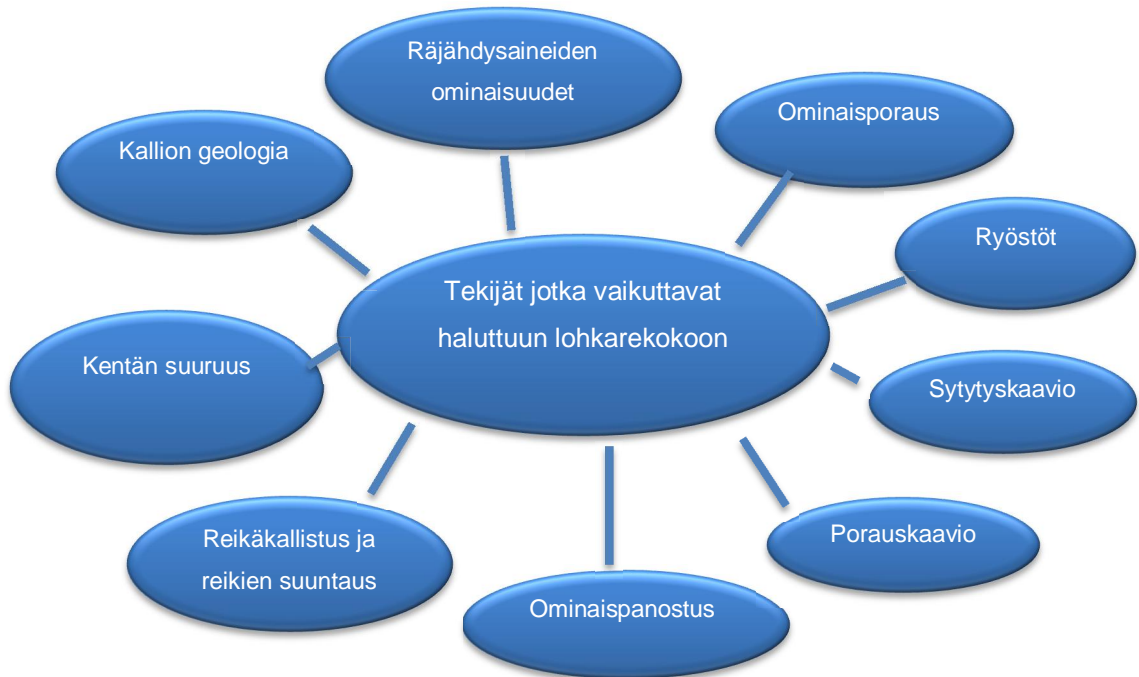 Räjähdysaineiden
ominaisuudet
Ominaisporaus
Kallion geologia
Ryöstöt
Tekijät jotka vaikuttavat
haluttuun lohkarekokoon
Kentän suuruus
Sytytyskaavio
Reikäkallistus ja
reikien suuntaus
Porauskaavio
Ominaispanostus